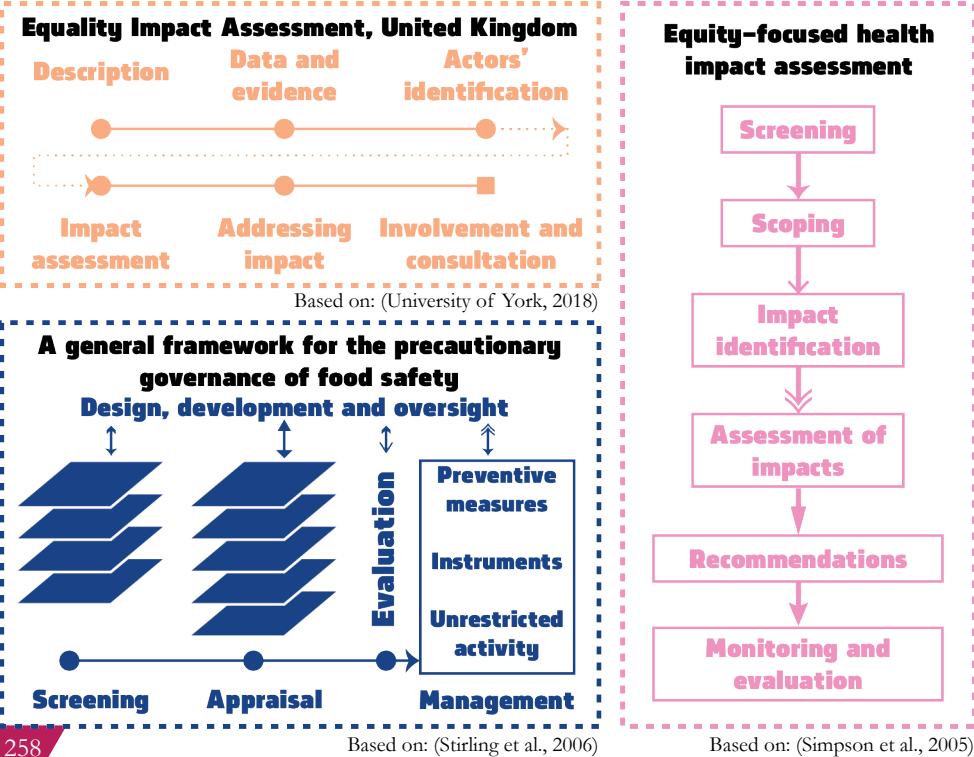 Equality Impact Assessment, United Kingdom
Description
Data and
evidence
Actors'
identification
Impact
assessment
Addressing
impact
Involvement and
consultation
Based on: (University of York, 2018)
A general framework for the precautionary
governance of food safety
Design, development and oversight
Evaluation
Preventive
measures
Instruments
Unrestricted
activity
Screening
Appraisal
Management
Based on: (Stirling et al., 2006)
Equity-focused health
impact assessment
Screening
Scoping
Impact
identification
Assessment of
impacts
Recommendations
Monitoring and
evaluation
Based on: (Simpson et al., 2005)
258